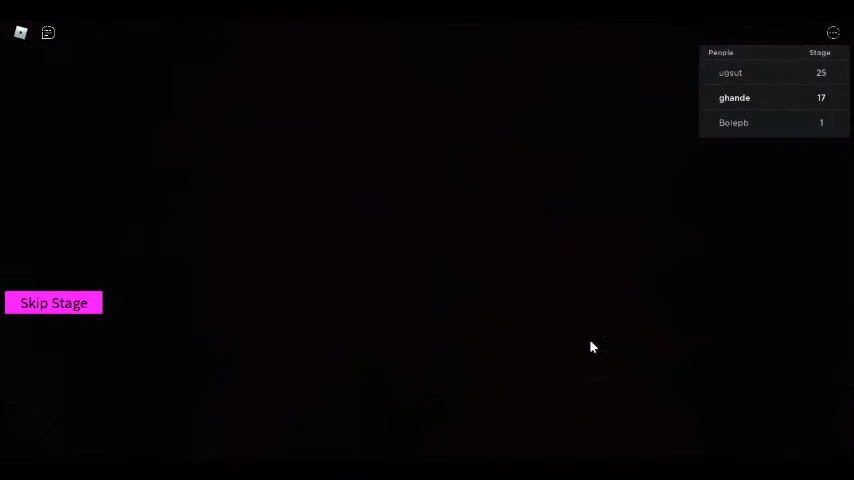 People Stage
ugsut 25
ghande 17
Bolepb 1
Skip Stage